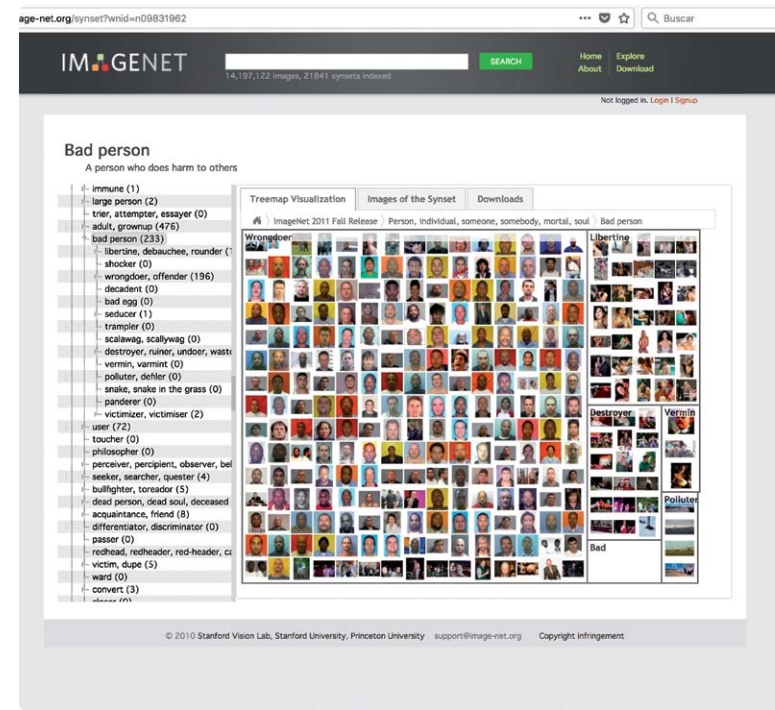 age-net.org/synset?wnid=n09831962
Buscar
IMAGENET
SEARCH
14,197,122 images, 21841 synsets indexed
Home Explore
About Download
Not logged in. Login I Signup
Bad person
A person who does harm to others
immune (1)
large person (2)
trier, attempter, essayer (0)
adult, grownup (476)
bad person (233)
libertine, debauchee, rounder (
shocker (0)
wrongdoer, offender (196)
decadent (0)
bad egg (0)
seducer (1)
trampler (0)
scalawag, scallywag (0)
destroyer, ruiner, undoer, waste
vermin, varmint (0)
polluter, defiler (0)
snake, snake in the grass (0)
panderer (0)
victimizer, victimiser (2)
user (72)
toucher (0)
philosopher (0)
perceiver, percipient, observer, bel
seeker, searcher, quester (4)
bullfighter, toreador (5)
dead person, dead soul, deceased
acquaintance, friend (8)
differentiator, discriminator (0)
passer (0)
redhead, redheader, red-header, ca
victim, dupe (5)
ward (0)
convert (3)
Treemap Visualization Images of the Synset Downloads
ImageNet 2011 Fall Release Person, individual, someone, somebody, mortal, soul Bad person
Wrongdoer
Libertine
Destroyer
Vermin
Polluter
Bad
© 2010 Stanford Vision Lab, Stanford University, Princeton University support@image-net.org Copyright infringement